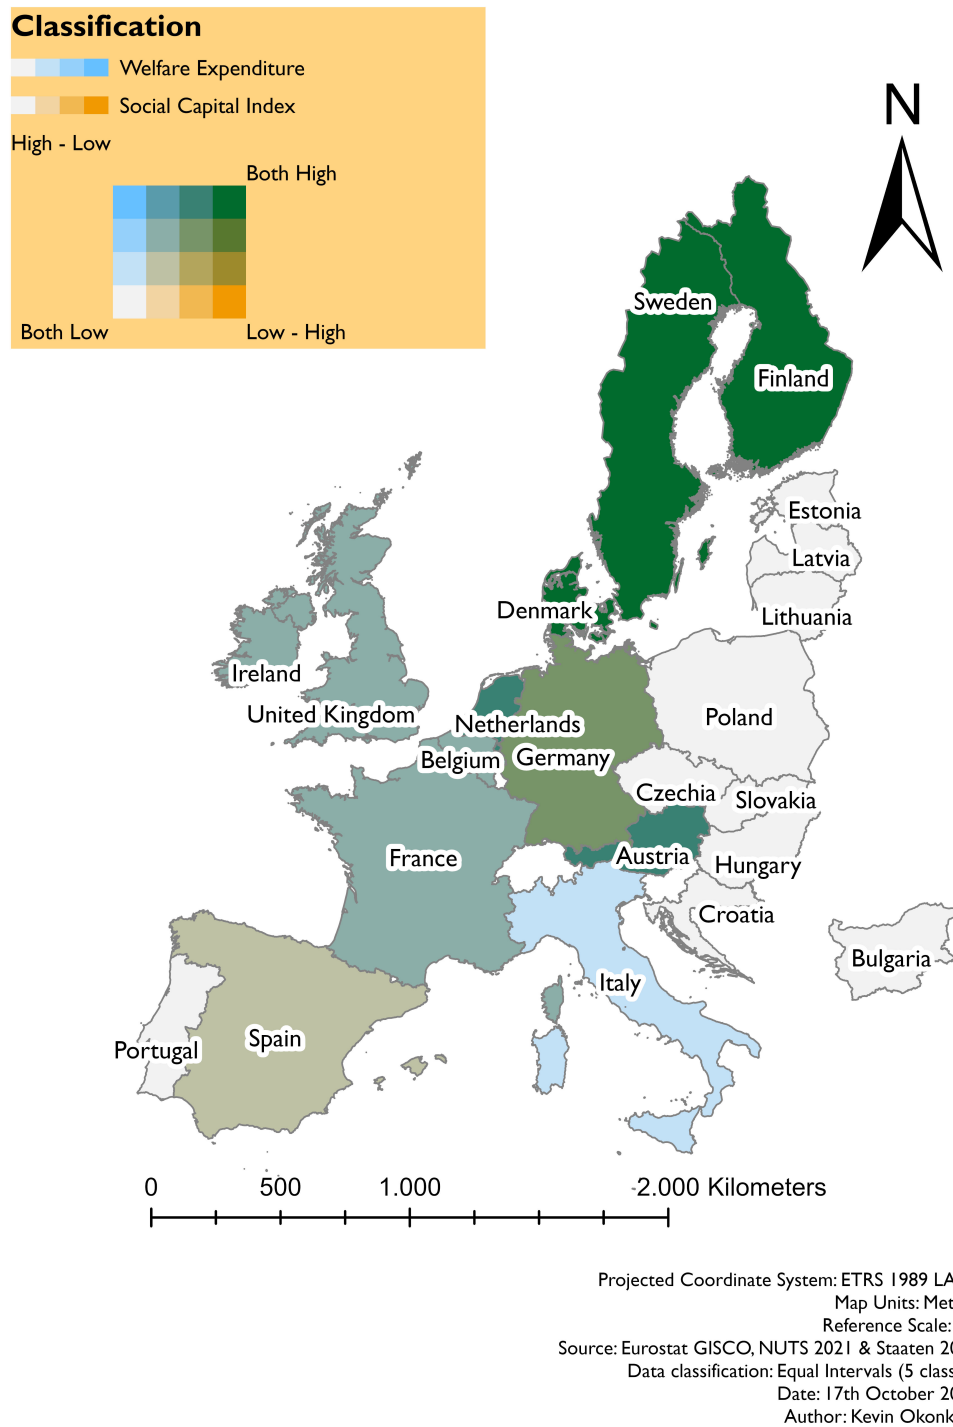 Classification
Welfare Expenditure
Social Capital Index
High - Low
Both High
Both Low
Low - High
N
Sweden
Finland
Estonia
Latvia
Denmark
Lithuania
Ireland
United Kingdom
Netherlands
Poland
Belgium
Germany
Czechia
Slovakia
France
Austria
Hungary
Croatia
Bulgaria
Italy
Spain
Portugal
0 500 1.000 2.000 Kilometers
Projected Coordinate System: ETRS 1989 LA
Map Units: Met
Reference Scale:
Source: Eurostat GISCO, NUTS 2021 & Staaten 20
Data classification: Equal Intervals (5 class
Date: 17th October 20
Author: Kevin Okonk